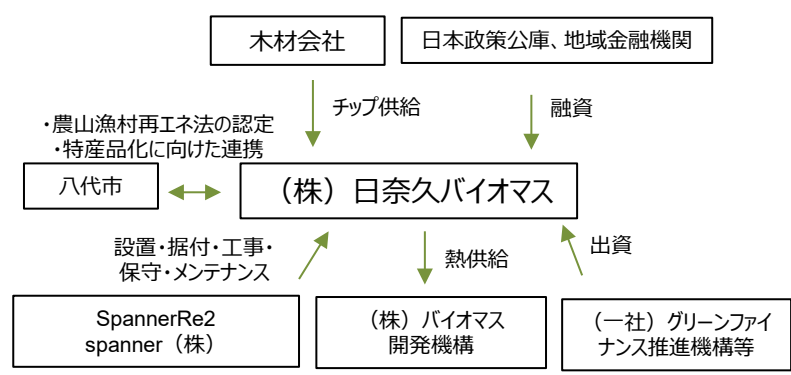 木材会社
日本政策公庫、地域金融機関
チップ供給
融資
・農山漁村再エネ法の認定
・特産品化に向けた連携
八代市
（株）日奈久バイオマス
設置・据付・工事・
保守・メンテナンス
熱供給
出資
SpannerRe2
spanner（株）
（株）バイオマス
開発機構
（一社）グリーンファイ
ナンス推進機構等